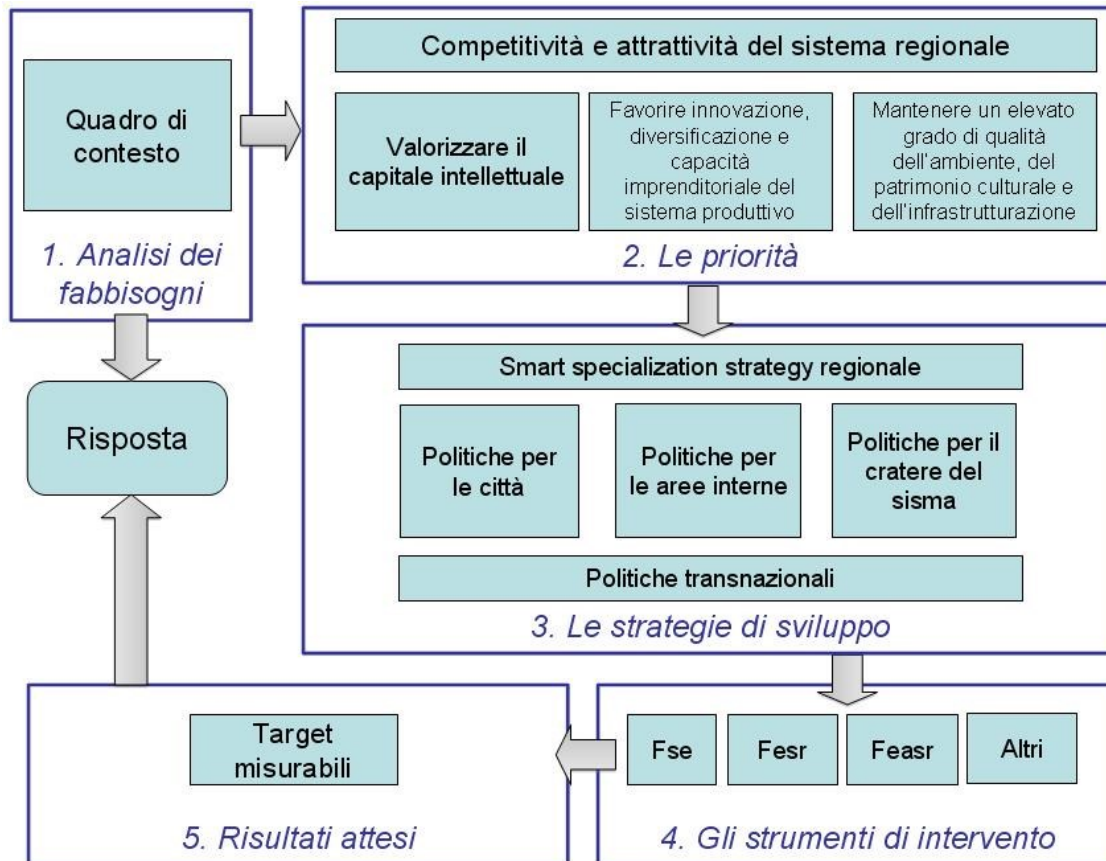 Quadro di
contesto
1. Analisi dei
fabbisogni
Competitività e attrattività del sistema regionale
Valorizzare il
capitale intellettuale
Favorire innovazione,
diversificazione e
capacità
imprenditoriale del
sistema produttivo
Mantenere un elevato
grado di qualità
dell'ambiente, del
patrimonio culturale e
dell'infrastrutturazione
2. Le priorità
Risposta
Smart specialization strategy regionale
Politiche per
le città
Politiche per
le aree interne
Politiche per il
cratere del
sisma
Politiche transnazionali
3. Le strategie di sviluppo
Fse
Fesr
Feasr
Altri
4. Gli strumenti di intervento
Target
misurabili
5. Risultati attesi